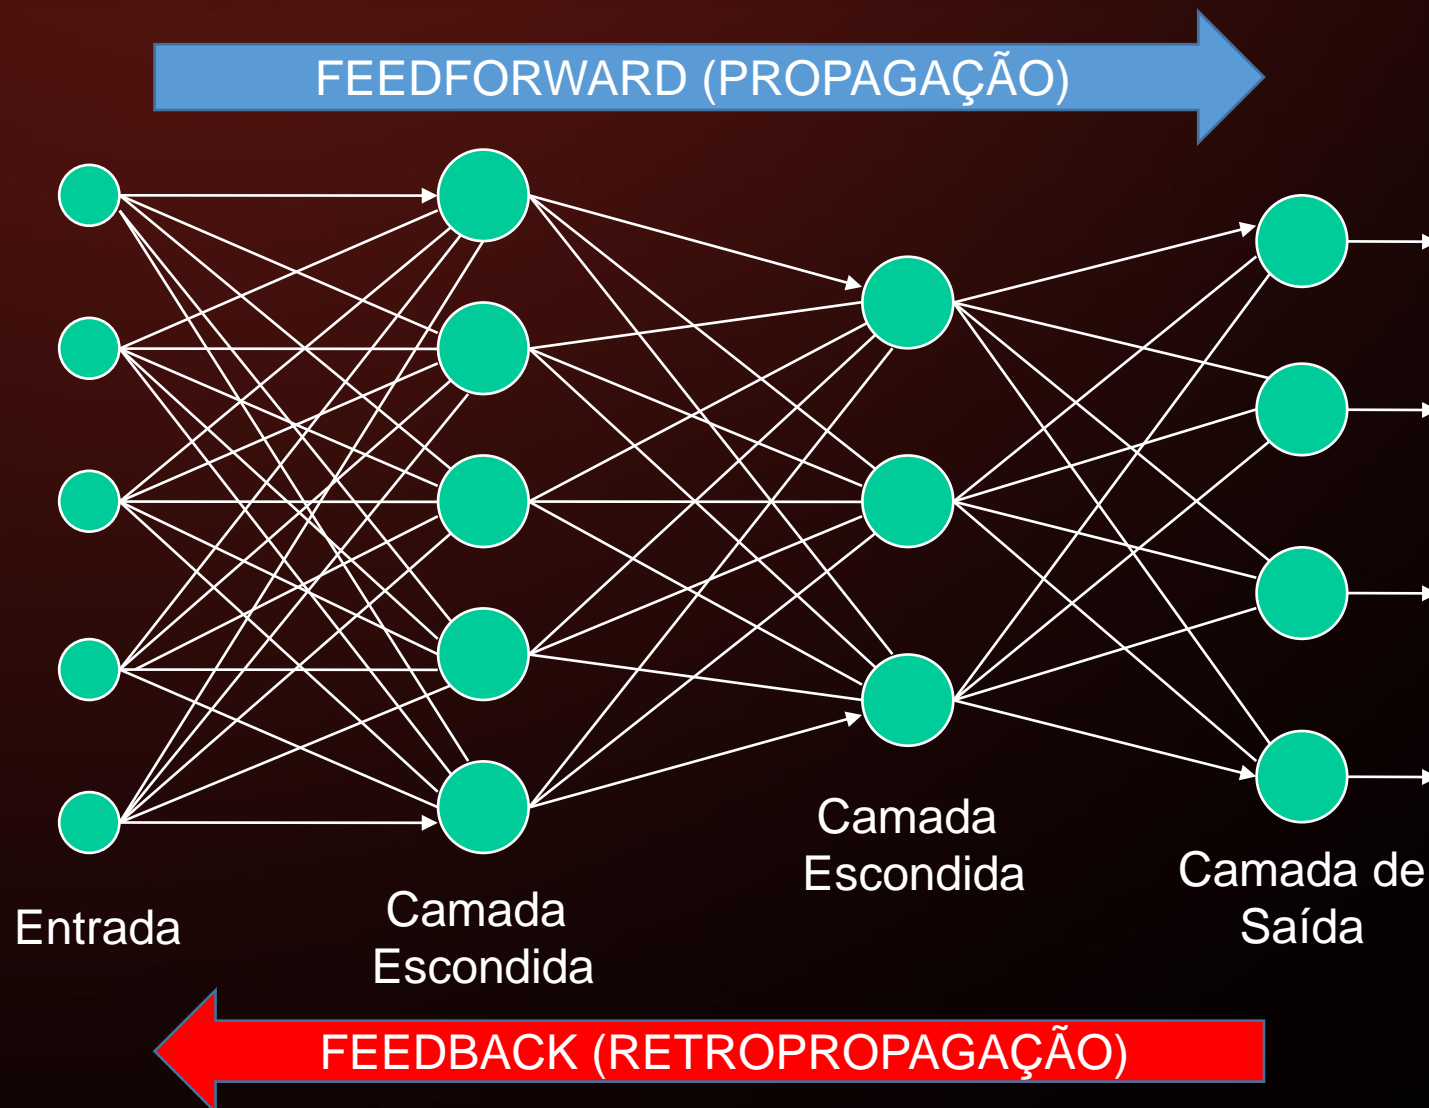 FEEDFORWARD (PROPAGAÇÃO)
Entrada
Camada
Escondida
Camada
Escondida
Camada de
Saída
FEEDBACK (RETROPROPAGAÇÃO)